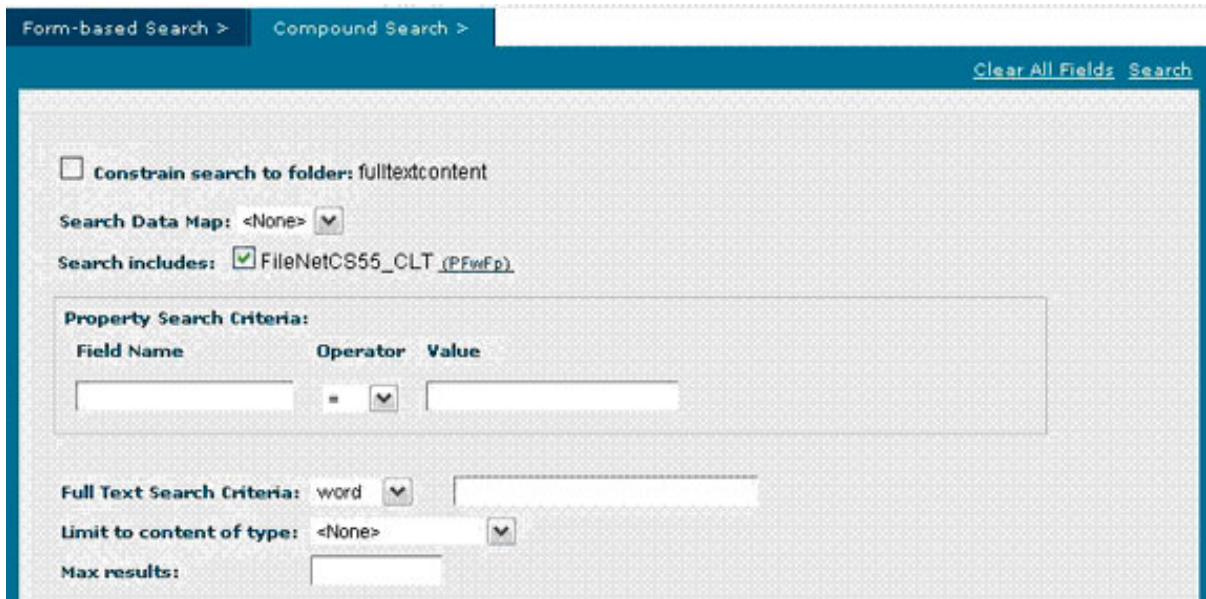 Form-based Search > Compound Search >
Clear All Fields Search
Constrain search to folder: fulltextcontent
Search Data Map: <None>
Search includes: FileNetCS55_CLT (PFwFp)
Property Search Criteria:
Field Name Operator Value
=
Full Text Search Criteria: word
Limit to content of type: <None>
Max results: